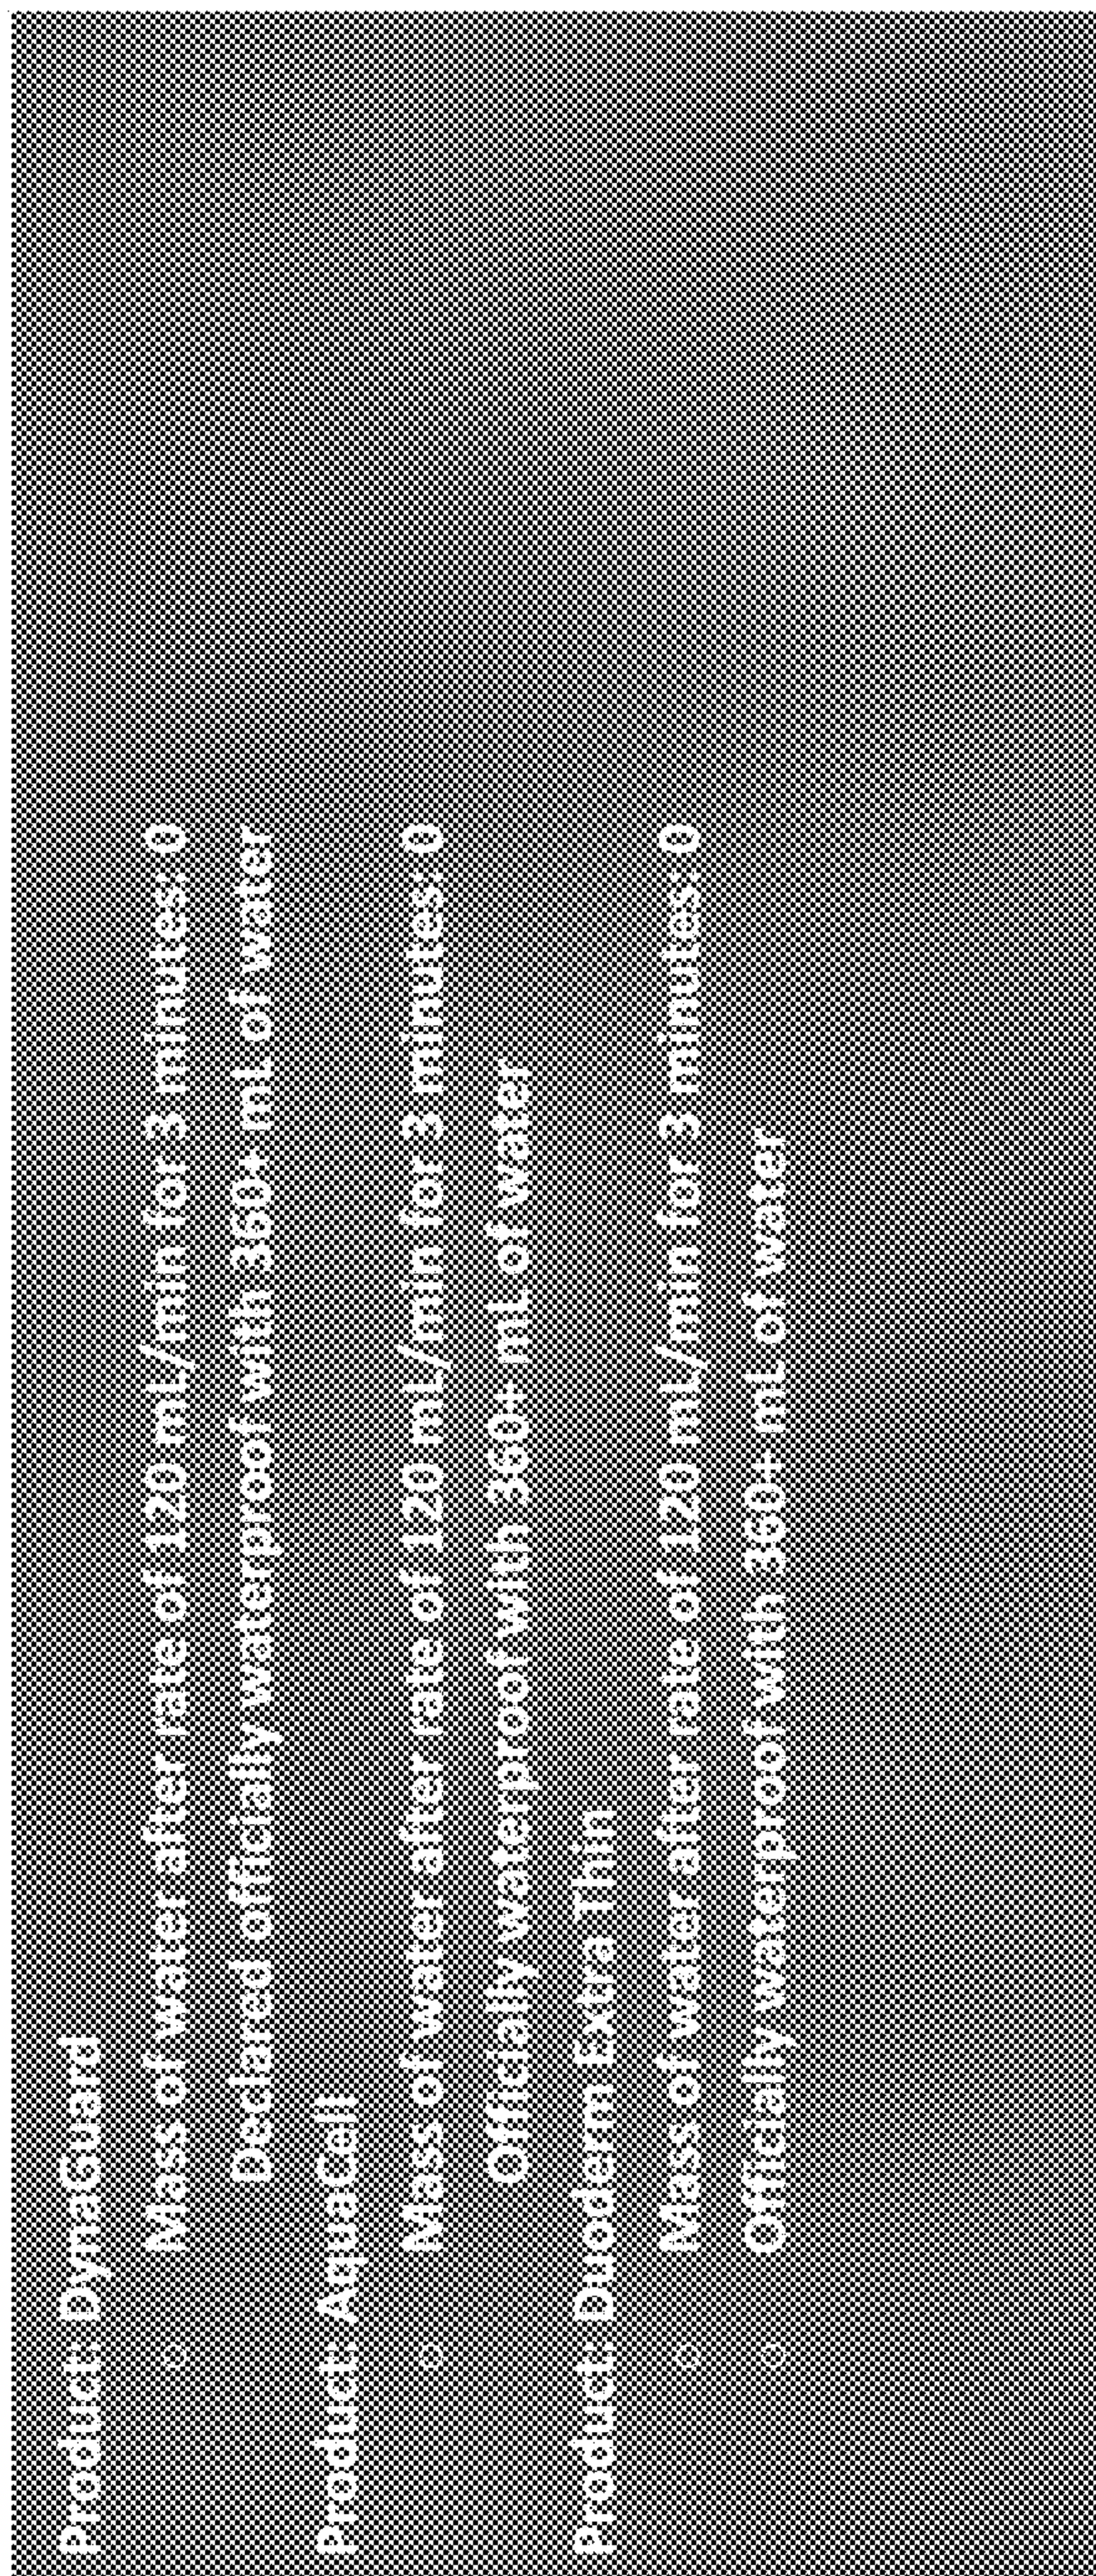 Product: DynaGuard
○ Mass of water after rate of 120 mL/min for 3 minutes: 0
Declared officially waterproof with 360+ mL of water
Product: AquaCell
○ Mass of water after rate of 120 mL/min for 3 minutes: 0
Officially waterproof with 360+ mL of water
Product: Duoderm Extra Thin
○ Mass of water after rate of 120 mL/min for 3 minutes: 0
○ Officially waterproof with 360+ mL of water